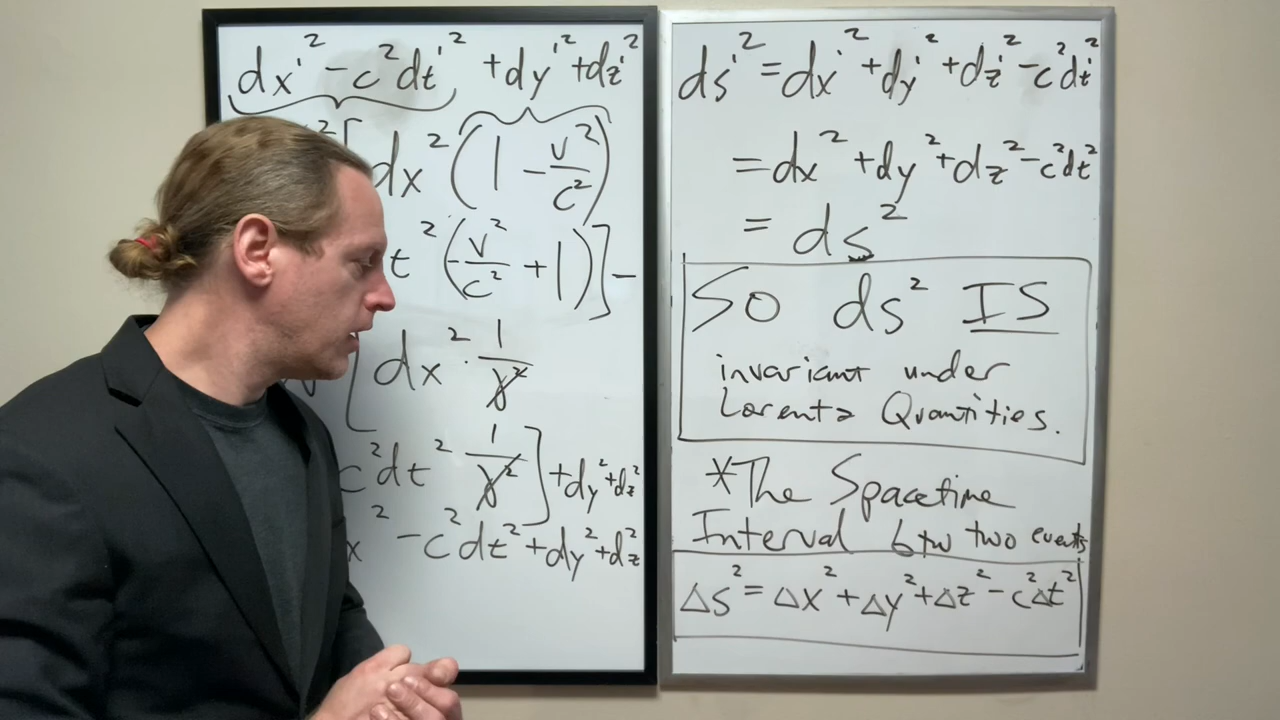 dx'² - c²dt'² + dy'² + dz'²
² [ dx² (1 - v²/c²)
t² (-v²/c² + 1)] -
[ dx² · 1/γ²
c²dt² 1/γ² ] + dy² + dz²
x² - c²dt² + dy² + dz²
ds'² = dx'² + dy'² + dz'² - c²dt'²
= dx² + dy² + dz² - c²dt²
= ds²
So ds² IS
invariant under
Lorentz Quantities.
*The Spacetime
Interval btw two events
Δs² = Δx² + Δy² + Δz² - c²Δt²